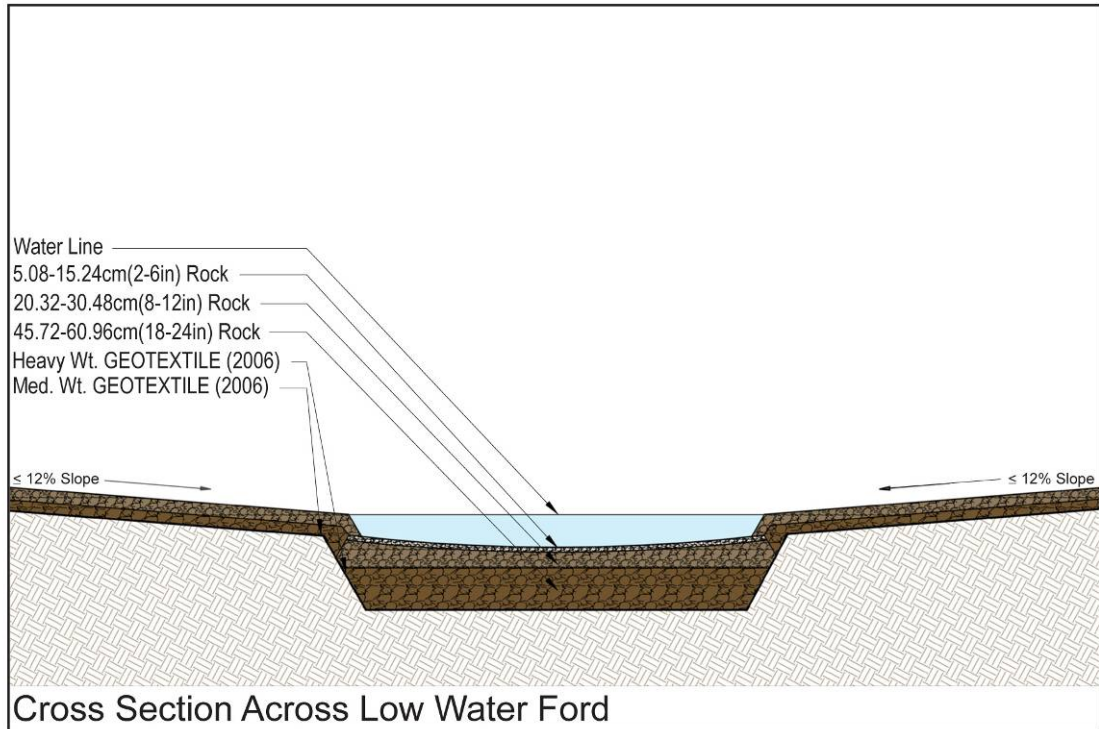 Water Line
5.08-15.24cm(2-6in) Rock
20.32-30.48cm(8-12in) Rock
45.72-60.96cm(18-24in) Rock
Heavy Wt. GEOTEXTILE (2006)
Med. Wt. GEOTEXTILE (2006)
≤ 12% Slope
≤ 12% Slope
Cross Section Across Low Water Ford